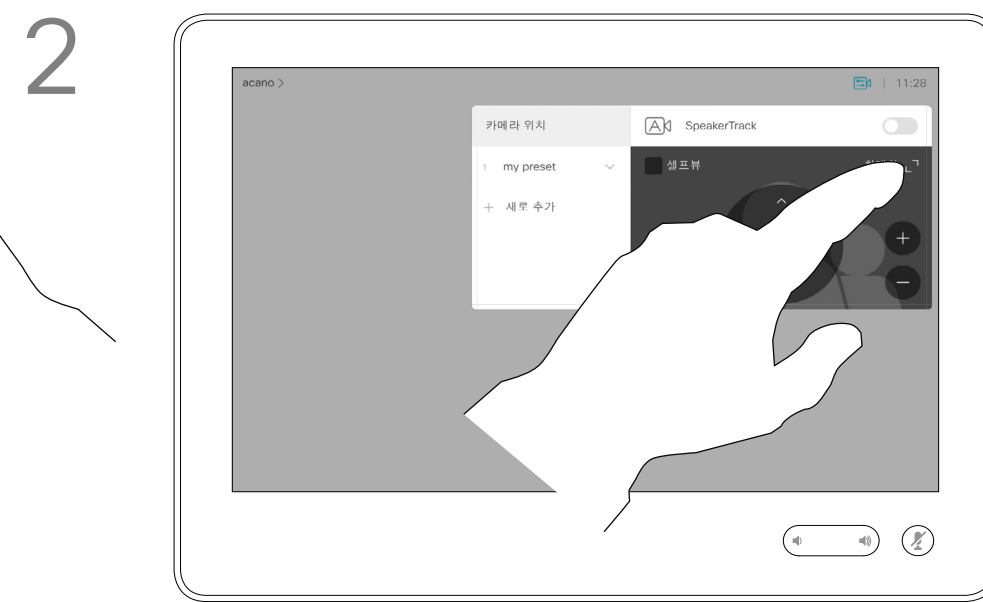 2
acano >
11:28
카메라 위치
SpeakerTrack
1 my preset
셀프뷰
+ 새로 추가